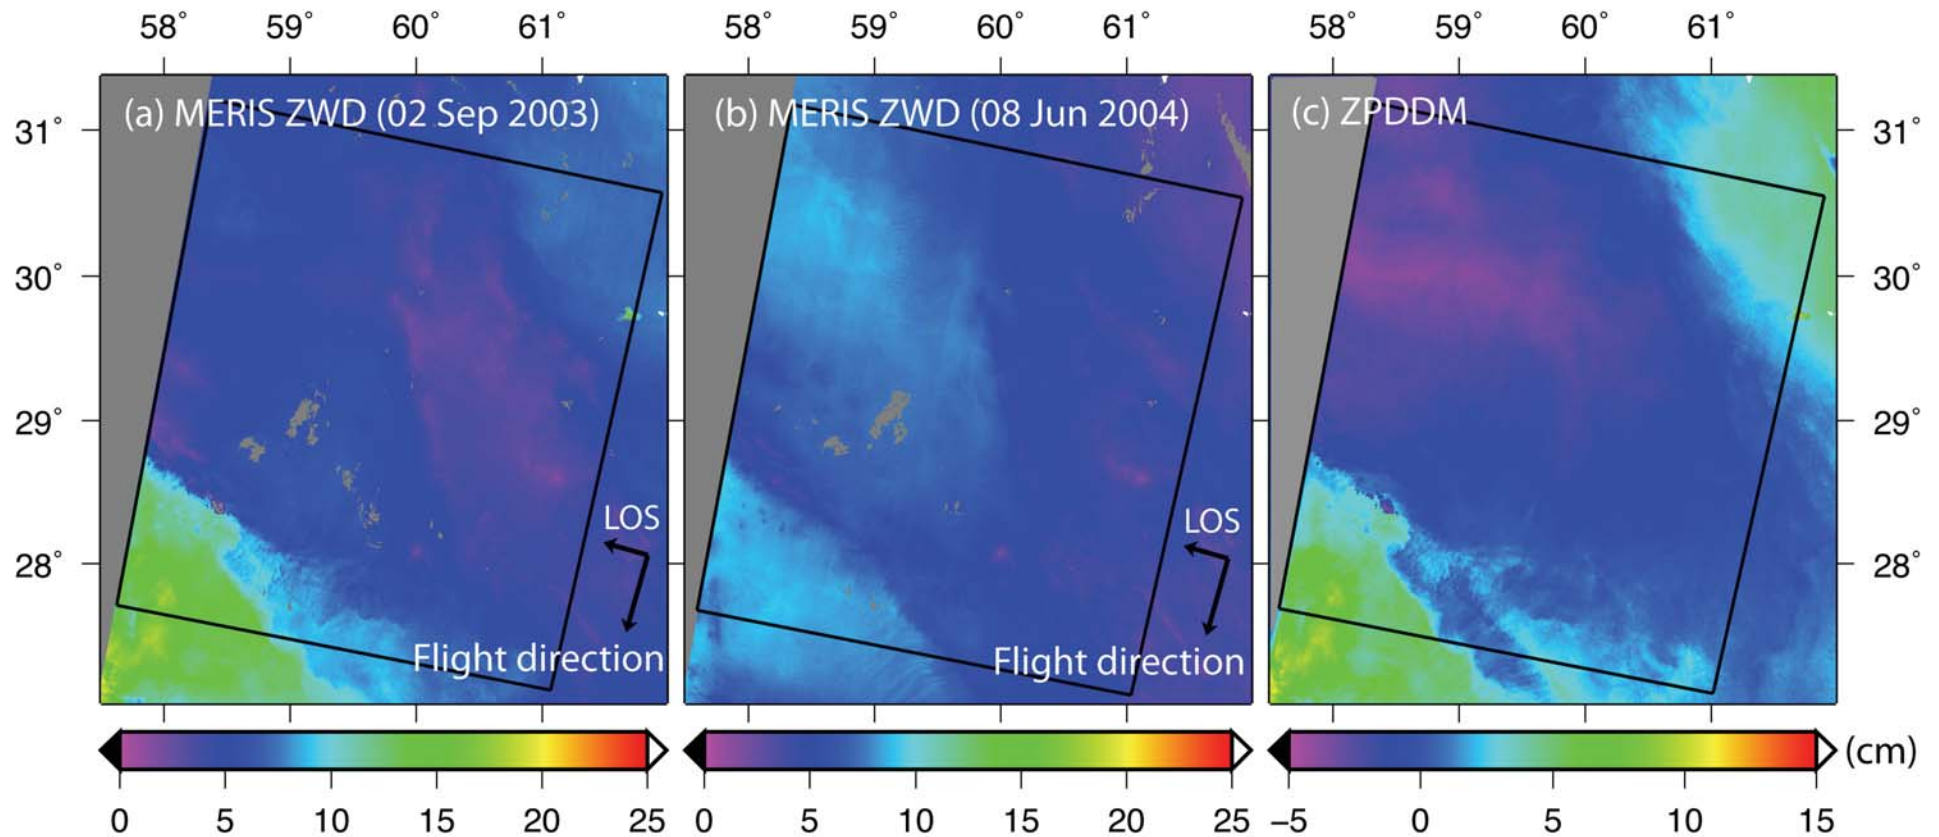 58° 59° 60° 61° 58° 59° 60° 61° 58° 59° 60° 61°
(a) MERIS ZWD (02 Sep 2003) (b) MERIS ZWD (08 Jun 2004) (c) ZPDDM
31° 31°
30° 30°
29° 29°
LOS LOS
28° 28°
Flight direction Flight direction
(cm)
0 5 10 15 20 25 0 5 10 15 20 25 −5 0 5 10 15